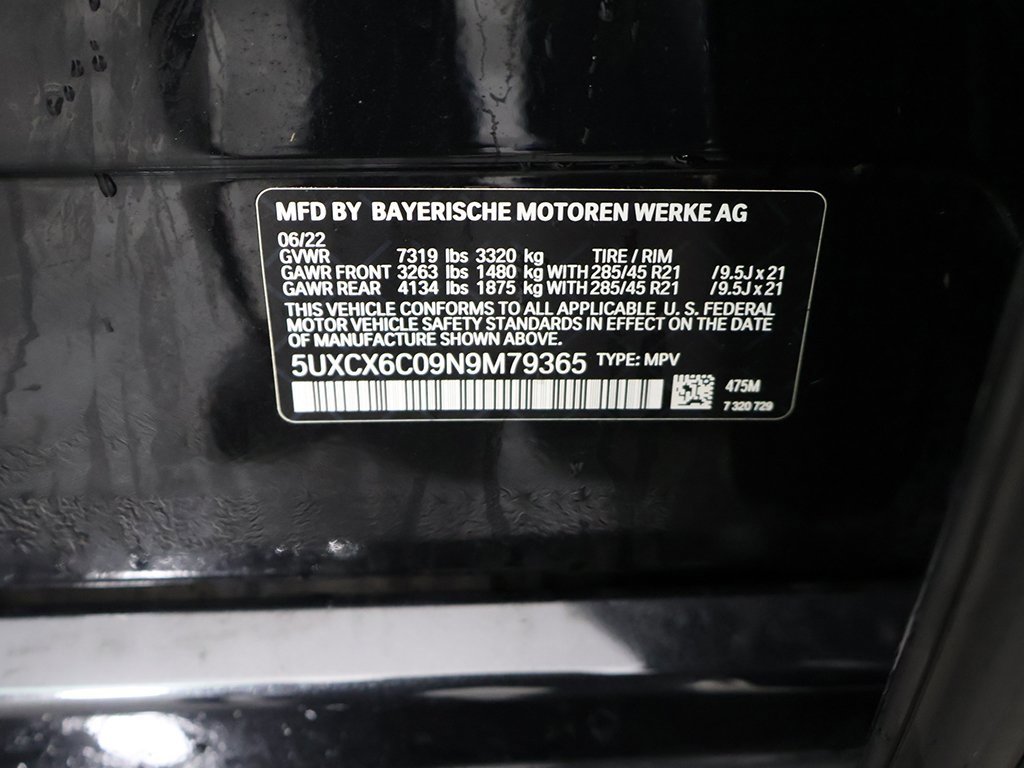 MFD BY BAYERISCHE MOTOREN WERKE AG
06/22
GVWR 7319 lbs 3320 kg TIRE / RIM
GAWR FRONT 3263 lbs 1480 kg WITH 285/45 R21 /9.5J x 21
GAWR REAR 4134 lbs 1875 kg WITH 285/45 R21 /9.5J x 21
THIS VEHICLE CONFORMS TO ALL APPLICABLE U. S. FEDERAL
MOTOR VEHICLE SAFETY STANDARDS IN EFFECT ON THE DATE
OF MANUFACTURE SHOWN ABOVE.
5UXCX6C09N9M79365 TYPE: MPV
475M
7 320 729